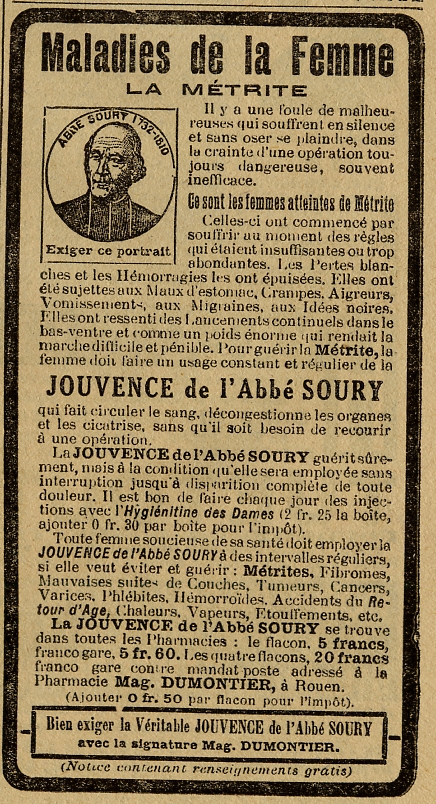 Maladies de la Femme
LA MÉTRITE
ABBÉ SOURY 1732-1810
Exiger ce portrait
Il y a une foule de malheu-
reuses qui souffrent en silence
et sans oser se plaindre, dans
la crainte d'une opération tou-
jours dangereuse, souvent
inefficace.
Ce sont les femmes atteintes de Métrite
Celles-ci ont commencé par
souffrir au moment des règles
qui étaient insuffisantes ou trop
abondantes. Les Pertes blan-
ches et les Hémorragies les ont épuisées. Elles ont
été sujettes aux Maux d'estomac, Crampes, Aigreurs,
Vomissements, aux Migraines, aux Idées noires.
Elles ont ressenti des Lancements continuels dans le
bas-ventre et comme un poids énorme qui rendait la
marche difficile et pénible. Pour guérir la Métrite, la
femme doit faire un usage constant et régulier de la
JOUVENCE de l'Abbé SOURY
qui fait circuler le sang, décongestionne les organes
et les cicatrise, sans qu'il soit besoin de recourir
à une opération.
La JOUVENCE de l'Abbé SOURY guérit sûre-
ment, mais à la condition qu'elle sera employée sans
interruption jusqu'à disparition complète de toute
douleur. Il est bon de faire chaque jour des injec-
tions avec l'Hygiénitine des Dames (2 fr. 25 la boîte,
ajouter 0 fr. 30 par boîte pour l'impôt).
Toute femme soucieuse de sa santé doit employer la
JOUVENCE de l'Abbé SOURY à des intervalles réguliers,
si elle veut éviter et guérir : Métrites, Fibromes,
Mauvaises suites de Couches, Tumeurs, Cancers,
Varices, Phlébites, Hémorroïdes, Accidents du Re-
tour d'Age, Chaleurs, Vapeurs, Etouffements, etc.
La JOUVENCE de l'Abbé SOURY se trouve
dans toutes les Pharmacies : le flacon, 5 francs,
franco gare, 5 fr. 60. Les quatre flacons, 20 francs
franco gare contre mandat-poste adressé à la
Pharmacie Mag. DUMONTIER, à Rouen.
(Ajouter 0 fr. 50 par flacon pour l'impôt).
Bien exiger la Véritable JOUVENCE de l'Abbé SOURY
avec la signature Mag. DUMONTIER.
(Notice contenant renseignements gratis)